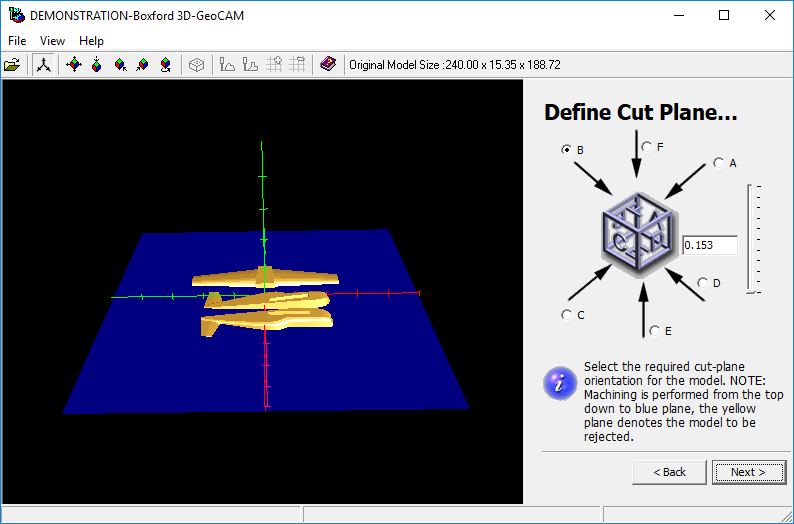 DEMONSTRATION-Boxford 3D-GeoCAM
File View Help
Original Model Size :240.00 x 15.35 x 188.72
Define Cut Plane...
B
F
A
0.153
C
D
E
Select the required cut-plane
orientation for the model. NOTE:
Machining is performed from the top
down to blue plane, the yellow
plane denotes the model to be
rejected.
< Back
Next >